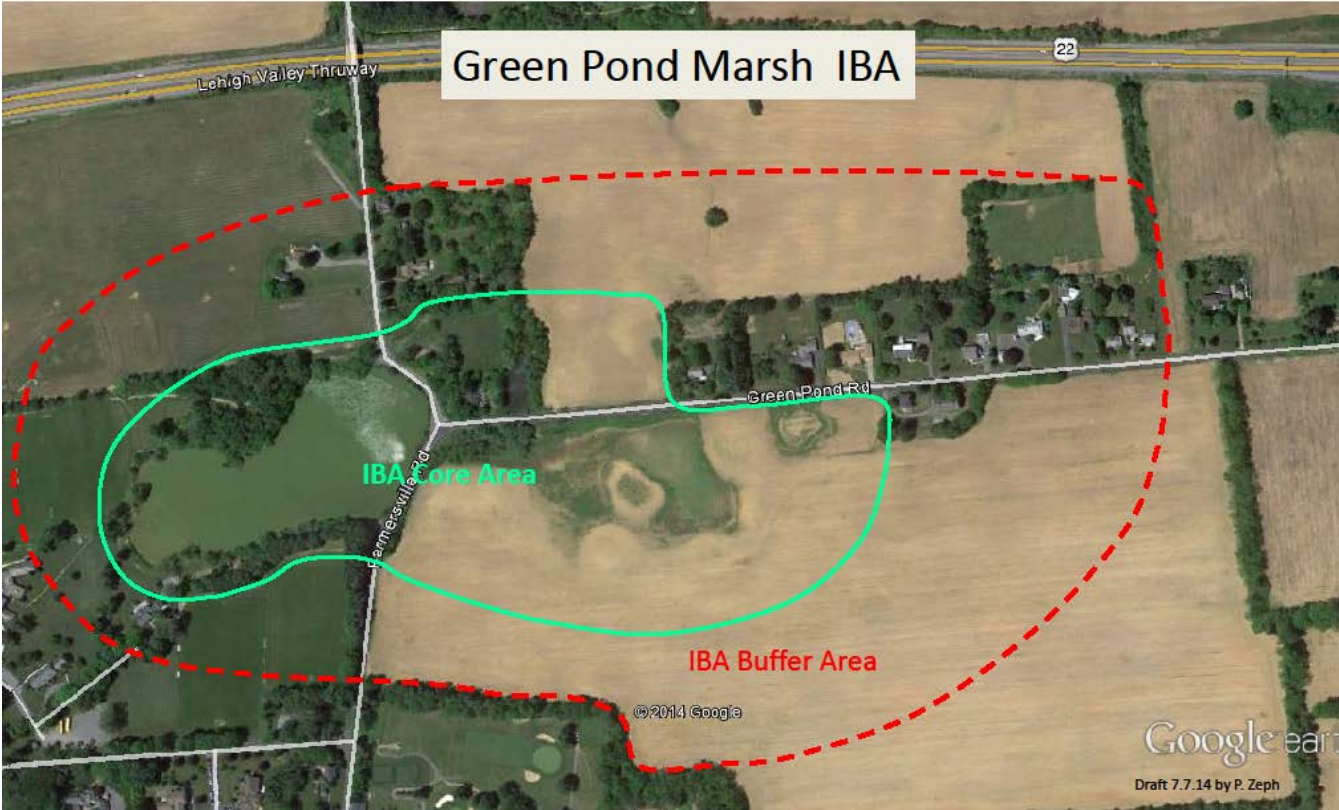 Green Pond Marsh IBA
22
Lehigh Valley Thruway
Green Pond Rd
IBA Core Area
Farmersville Rd
IBA Buffer Area
© 2014 Google
Google eart
Draft 7.7.14 by P. Zeph